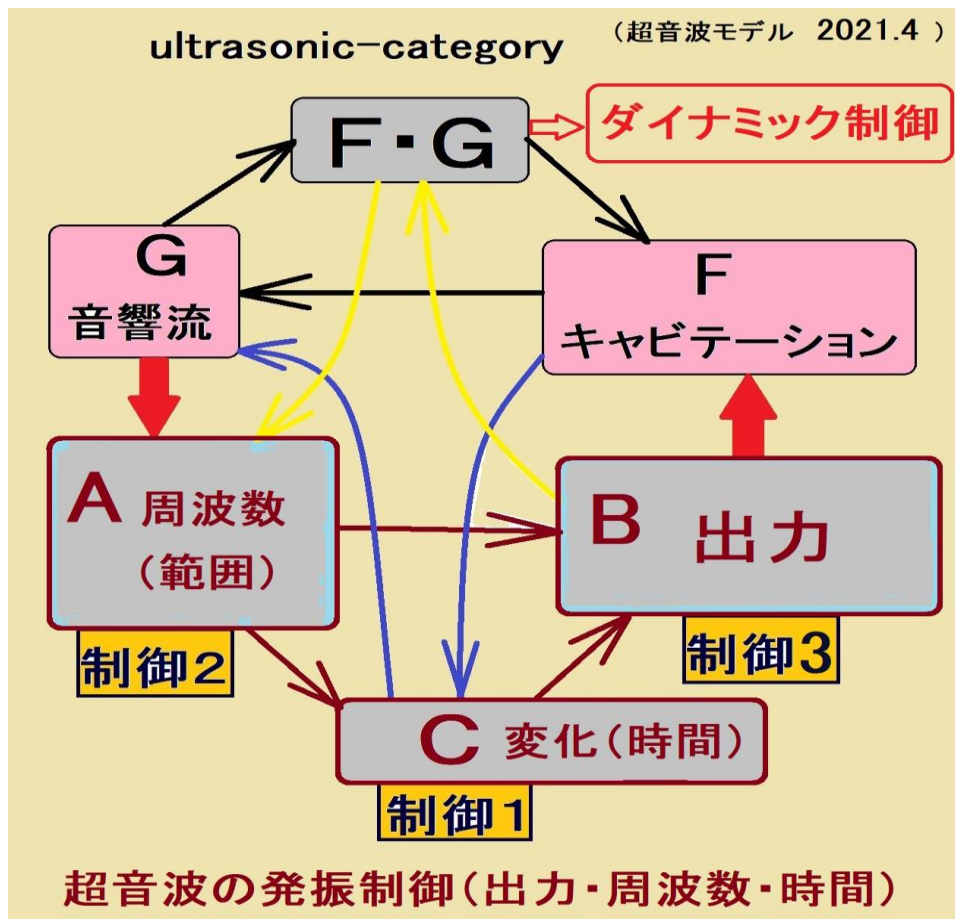 ultrasonic-category
（超音波モデル 2021.4 ）
F・G
ダイナミック制御
G
音響流
F
キャビテーション
A 周波数
（範囲）
B 出力
制御2
制御3
C 変化（時間）
制御1
超音波の発振制御（出力・周波数・時間）